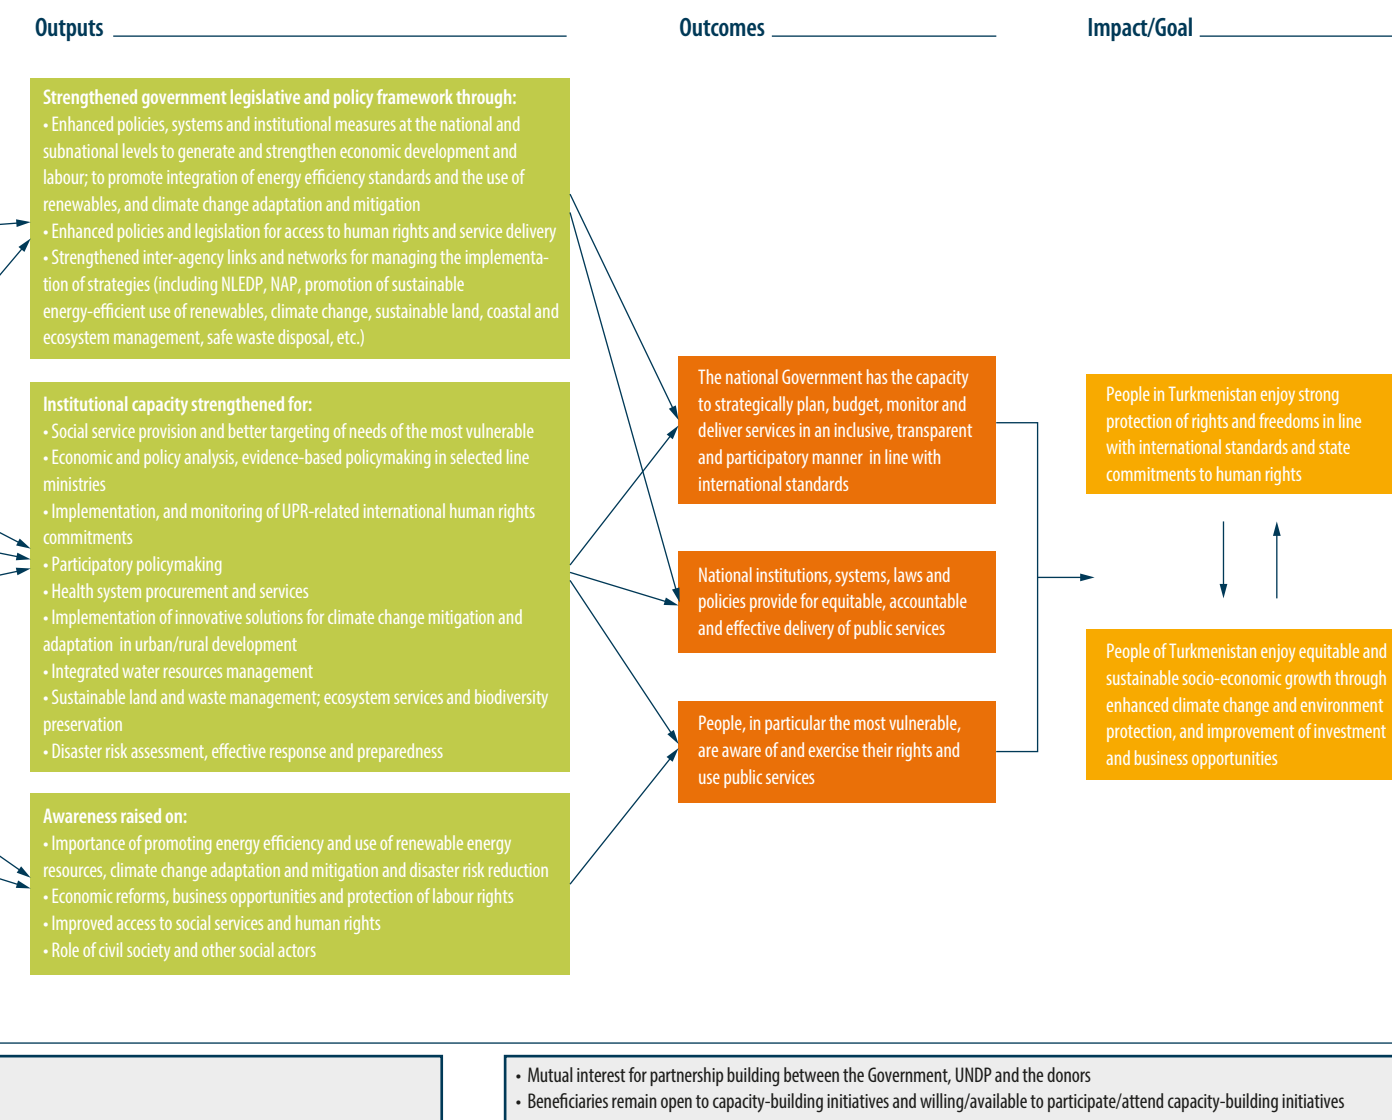 Outputs
Outcomes
Impact/Goal
Strengthened government legislative and policy framework through:
• Enhanced policies, systems and institutional measures at the national and
subnational levels to generate and strengthen economic development and
labour; to promote integration of energy efficiency standards and the use of
renewables, and climate change adaptation and mitigation
• Enhanced policies and legislation for access to human rights and service delivery
• Strengthened inter-agency links and networks for managing the implementa-
tion of strategies (including NLEDP, NAP, promotion of sustainable
energy-efficient use of renewables, climate change, sustainable land, coastal and
ecosystem management, safe waste disposal, etc.)
Institutional capacity strengthened for:
• Social service provision and better targeting of needs of the most vulnerable
• Economic and policy analysis, evidence-based policymaking in selected line
ministries
• Implementation, and monitoring of UPR-related international human rights
commitments
• Participatory policymaking
• Health system procurement and services
• Implementation of innovative solutions for climate change mitigation and
adaptation in urban/rural development
• Integrated water resources management
• Sustainable land and waste management; ecosystem services and biodiversity
preservation
• Disaster risk assessment, effective response and preparedness
Awareness raised on:
• Importance of promoting energy efficiency and use of renewable energy
resources, climate change adaptation and mitigation and disaster risk reduction
• Economic reforms, business opportunities and protection of labour rights
• Improved access to social services and human rights
• Role of civil society and other social actors
The national Government has the capacity
to strategically plan, budget, monitor and
deliver services in an inclusive, transparent
and participatory manner in line with
international standards
National institutions, systems, laws and
policies provide for equitable, accountable
and effective delivery of public services
People, in particular the most vulnerable,
are aware of and exercise their rights and
use public services
People in Turkmenistan enjoy strong
protection of rights and freedoms in line
with international standards and state
commitments to human rights
People of Turkmenistan enjoy equitable and
sustainable socio-economic growth through
enhanced climate change and environment
protection, and improvement of investment
and business opportunities
• Mutual interest for partnership building between the Government, UNDP and the donors
• Beneficiaries remain open to capacity-building initiatives and willing/available to participate/attend capacity-building initiatives